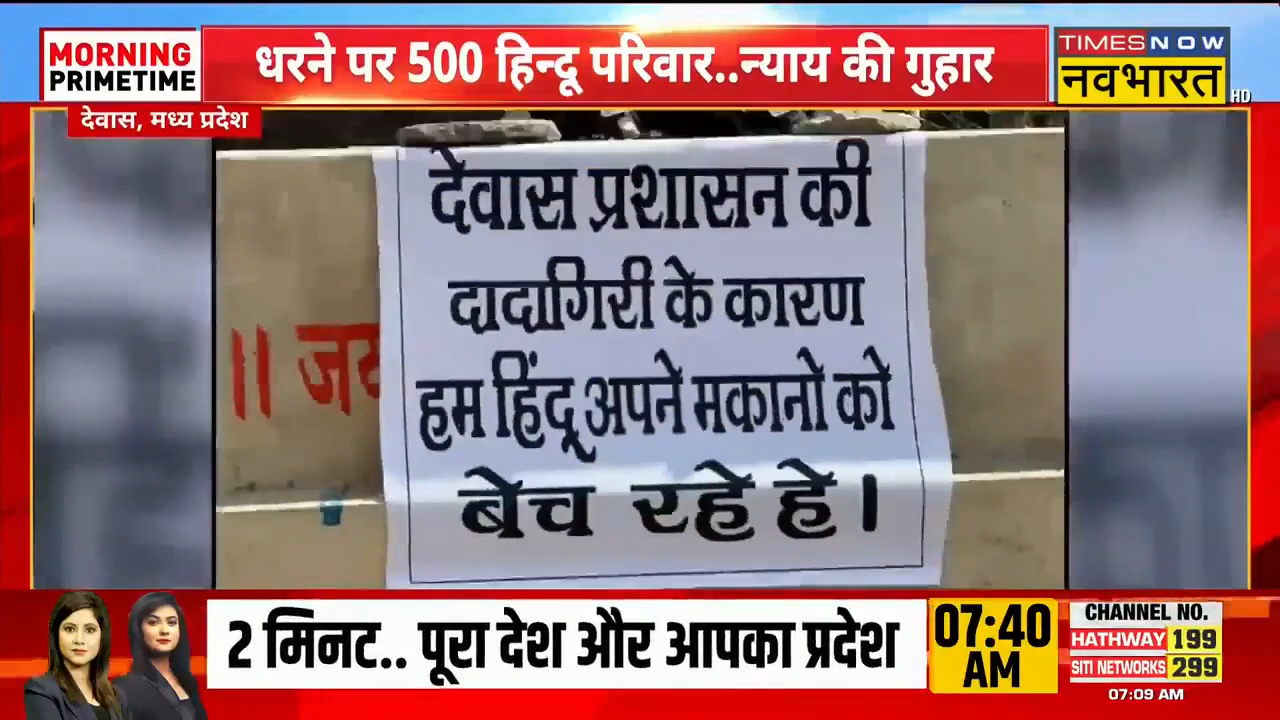 MORNING
PRIMETIME
धरने पर 500 हिन्दू परिवार..न्याय की गुहार
TIMES NOW
नवभारत
HD
देवास, मध्य प्रदेश
देवास प्रशासन की
दादागिरी के कारण
हम हिंदू अपने मकानो को
बेच रहे हे।
॥ जय
2 मिनट.. पूरा देश और आपका प्रदेश
07:40
AM
CHANNEL NO.
HATHWAY 199
SITI NETWORKS 299
07:09 AM